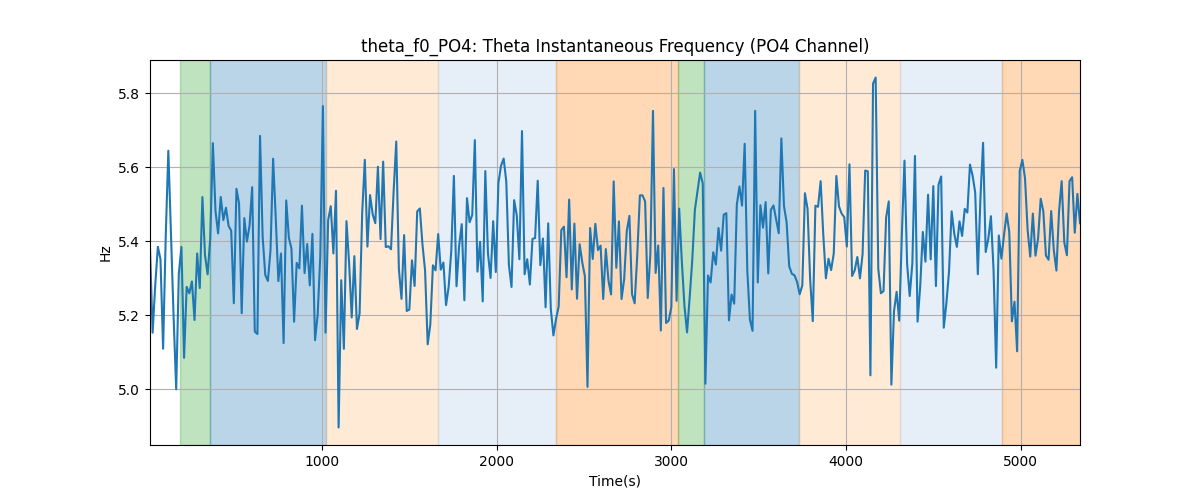 theta_f0_PO4: Theta Instantaneous Frequency (PO4 Channel)
5.8
5.6
5.4
5.2
5.0
Hz
1000 2000 3000 4000 5000
Time(s)